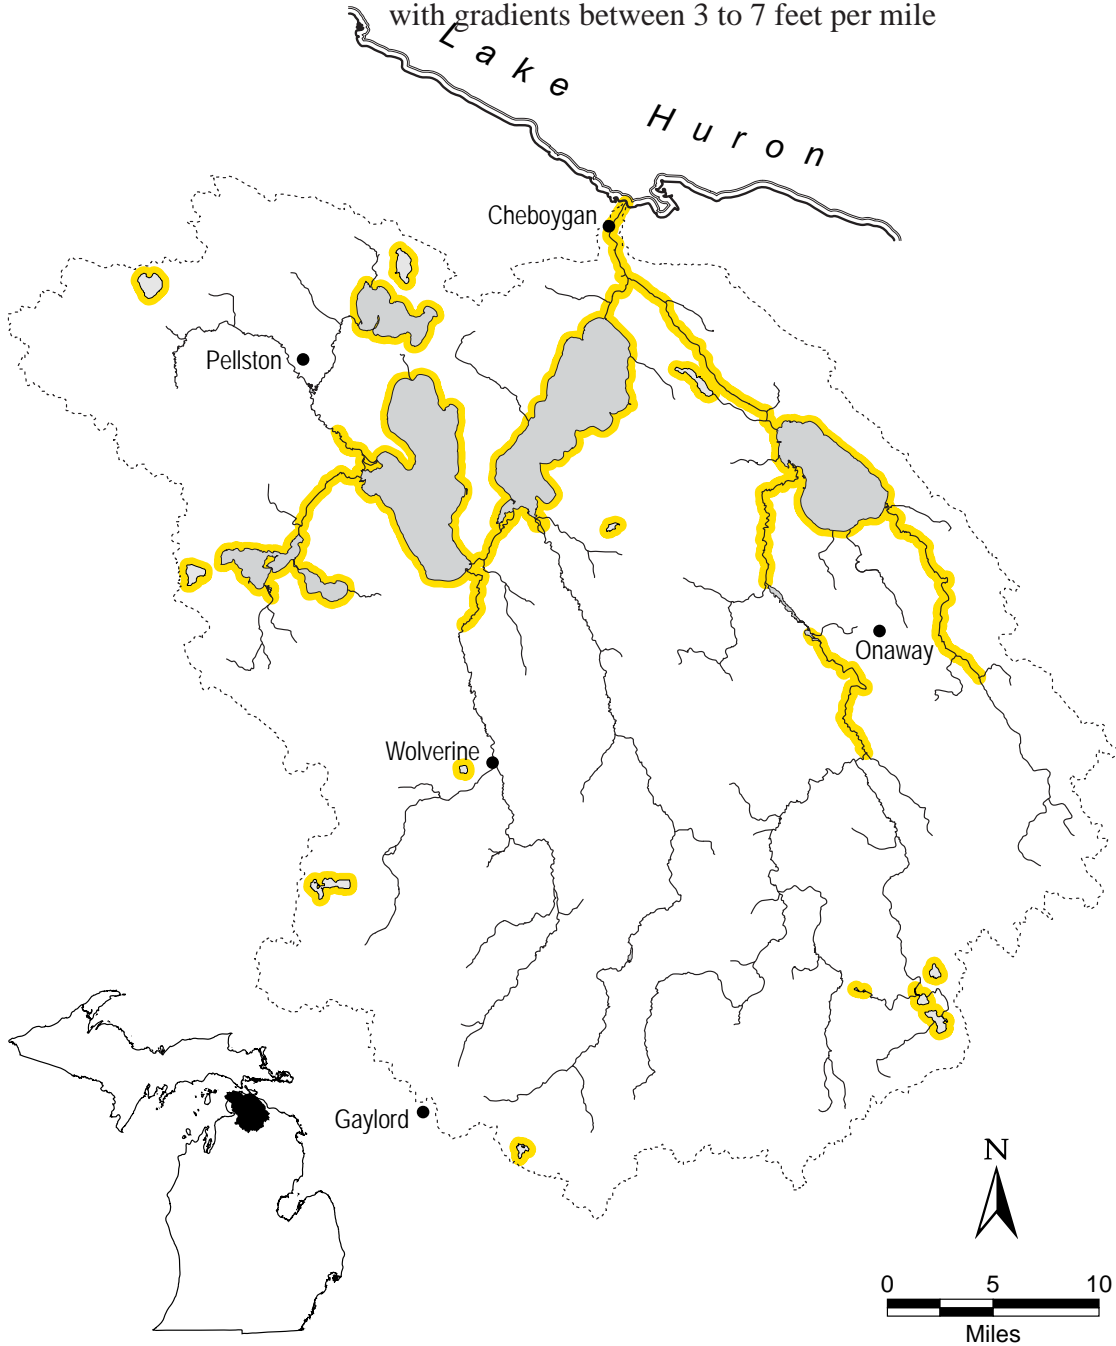 with gradients between 3 to 7 feet per mile
Lake Huron
Cheboygan
Pellston
Onaway
Wolverine
Gaylord
N
0 5 10
Miles